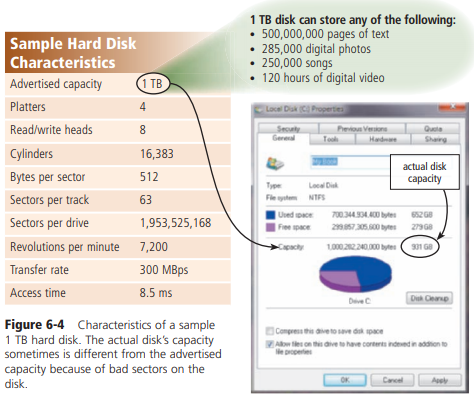 1 TB disk can store any of the following:
• 500,000,000 pages of text
• 285,000 digital photos
• 250,000 songs
• 120 hours of digital video
Sample Hard Disk
Characteristics
Advertised capacity 1 TB
Platters 4
Read/write heads 8
Cylinders 16,383
Bytes per sector 512
Sectors per track 63
Sectors per drive 1,953,525,168
Revolutions per minute 7,200
Transfer rate 300 MBps
Access time 8.5 ms
Figure 6-4 Characteristics of a sample
1 TB hard disk. The actual disk's capacity
sometimes is different from the advertised
capacity because of bad sectors on the
disk.
Local Disk (C:) Properties
Security Previous Versions Quota
General Tools Hardware Sharing
actual disk
capacity
Type: Local Disk
File system: NTFS
Used space: 700,344,934,400 bytes 652 GB
Free space: 299,857,305,600 bytes 279 GB
Capacity: 1,000,202,240,000 bytes 931 GB
Drive C: Disk Cleanup
Compress this drive to save disk space
Allow files on this drive to have contents indexed in addition to
file properties
OK Cancel Apply